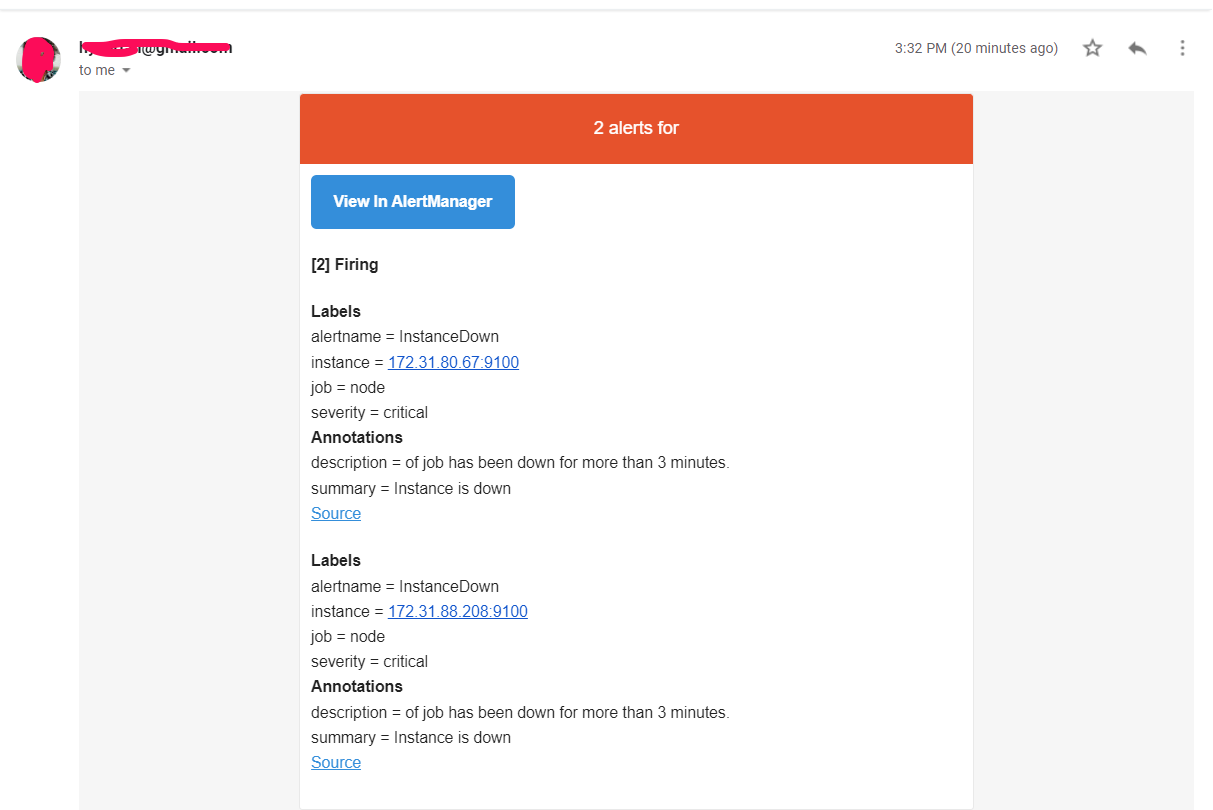 3:32 PM (20 minutes ago)
to me
2 alerts for
View In AlertManager
[2] Firing
Labels
alertname = InstanceDown
instance = 172.31.80.67:9100
job = node
severity = critical
Annotations
description = of job has been down for more than 3 minutes.
summary = Instance is down
Source
Labels
alertname = InstanceDown
instance = 172.31.88.208:9100
job = node
severity = critical
Annotations
description = of job has been down for more than 3 minutes.
summary = Instance is down
Source